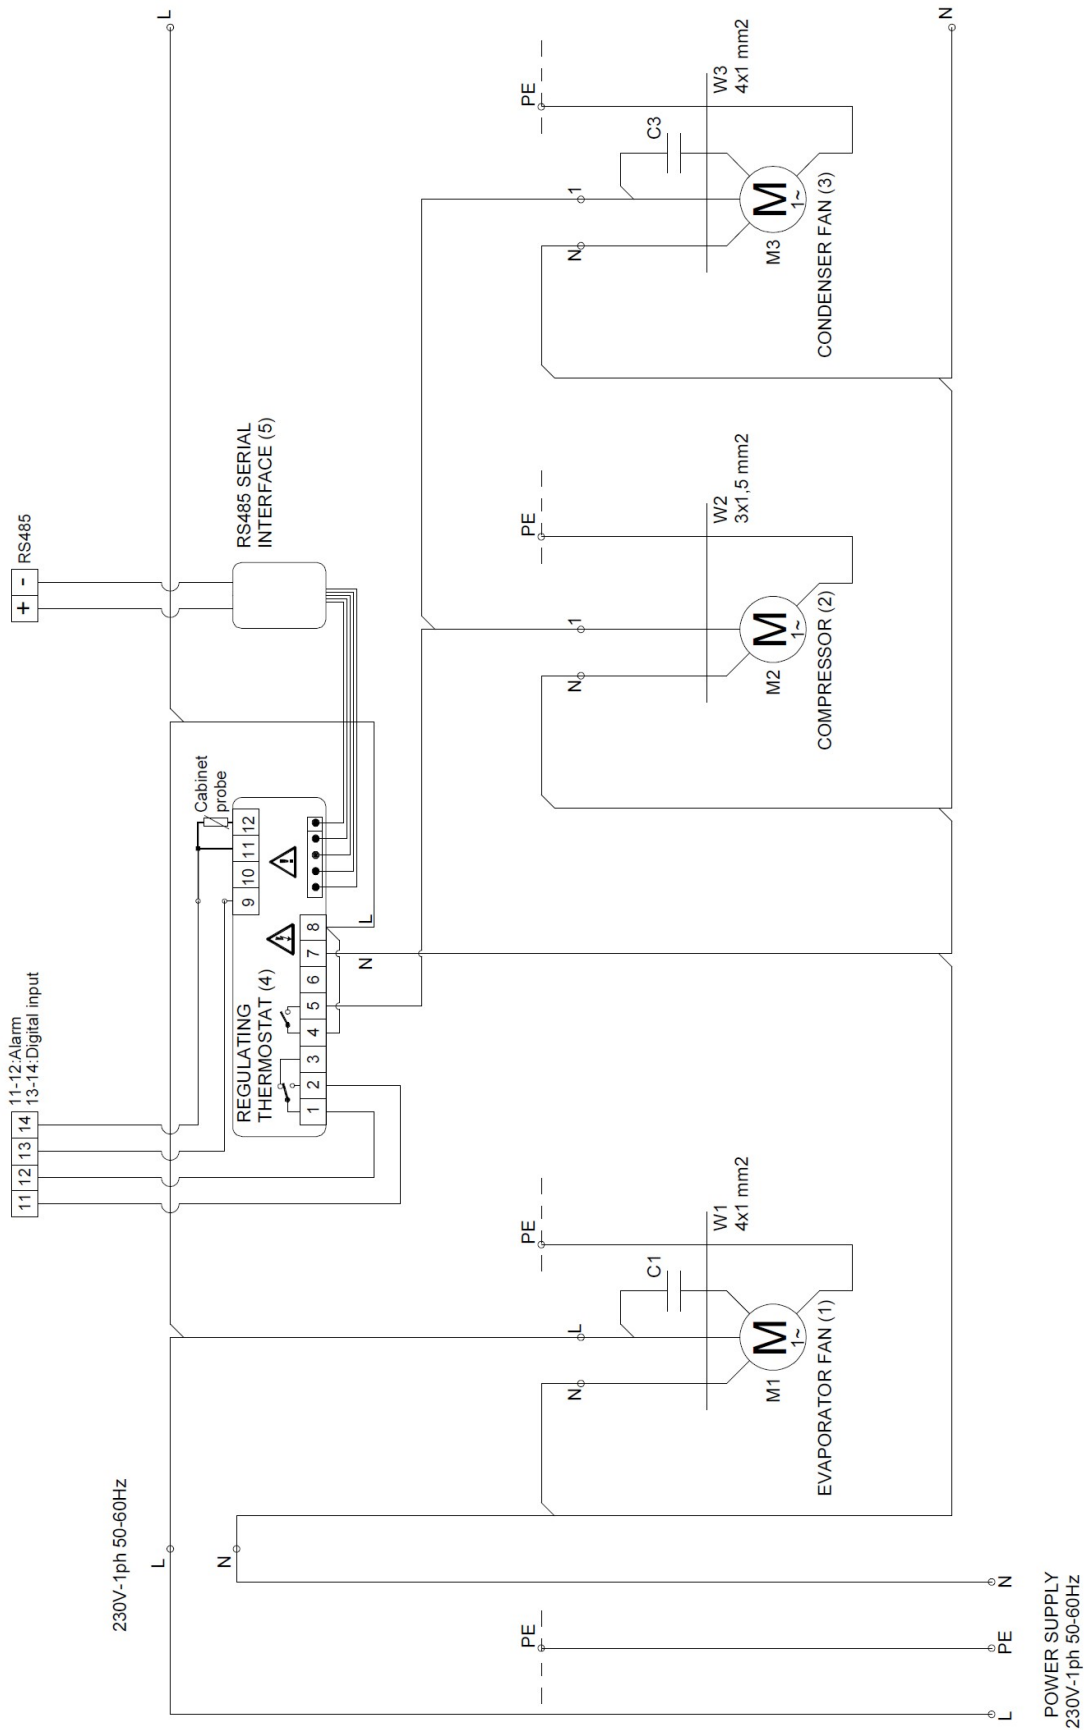 L
N
+ -
RS485
RS485 SERIAL
INTERFACE (5)
11-12:Alarm
13-14:Digital input
11 12 13 14
230V-1ph 50-60Hz
L
N
REGULATING
THERMOSTAT (4)
1 2 3 4 5 6 7 8
9 10 11 12
Cabinet
probe
L
N
PE
PE
N
L
C1
W1
4x1 mm2
M
1~
M1
EVAPORATOR FAN (1)
PE
N
1
W2
3x1,5 mm2
M
1~
M2
COMPRESSOR (2)
PE
N
1
C3
W3
4x1 mm2
M
1~
M3
CONDENSER FAN (3)
L
PE
N
POWER SUPPLY
230V-1ph 50-60Hz